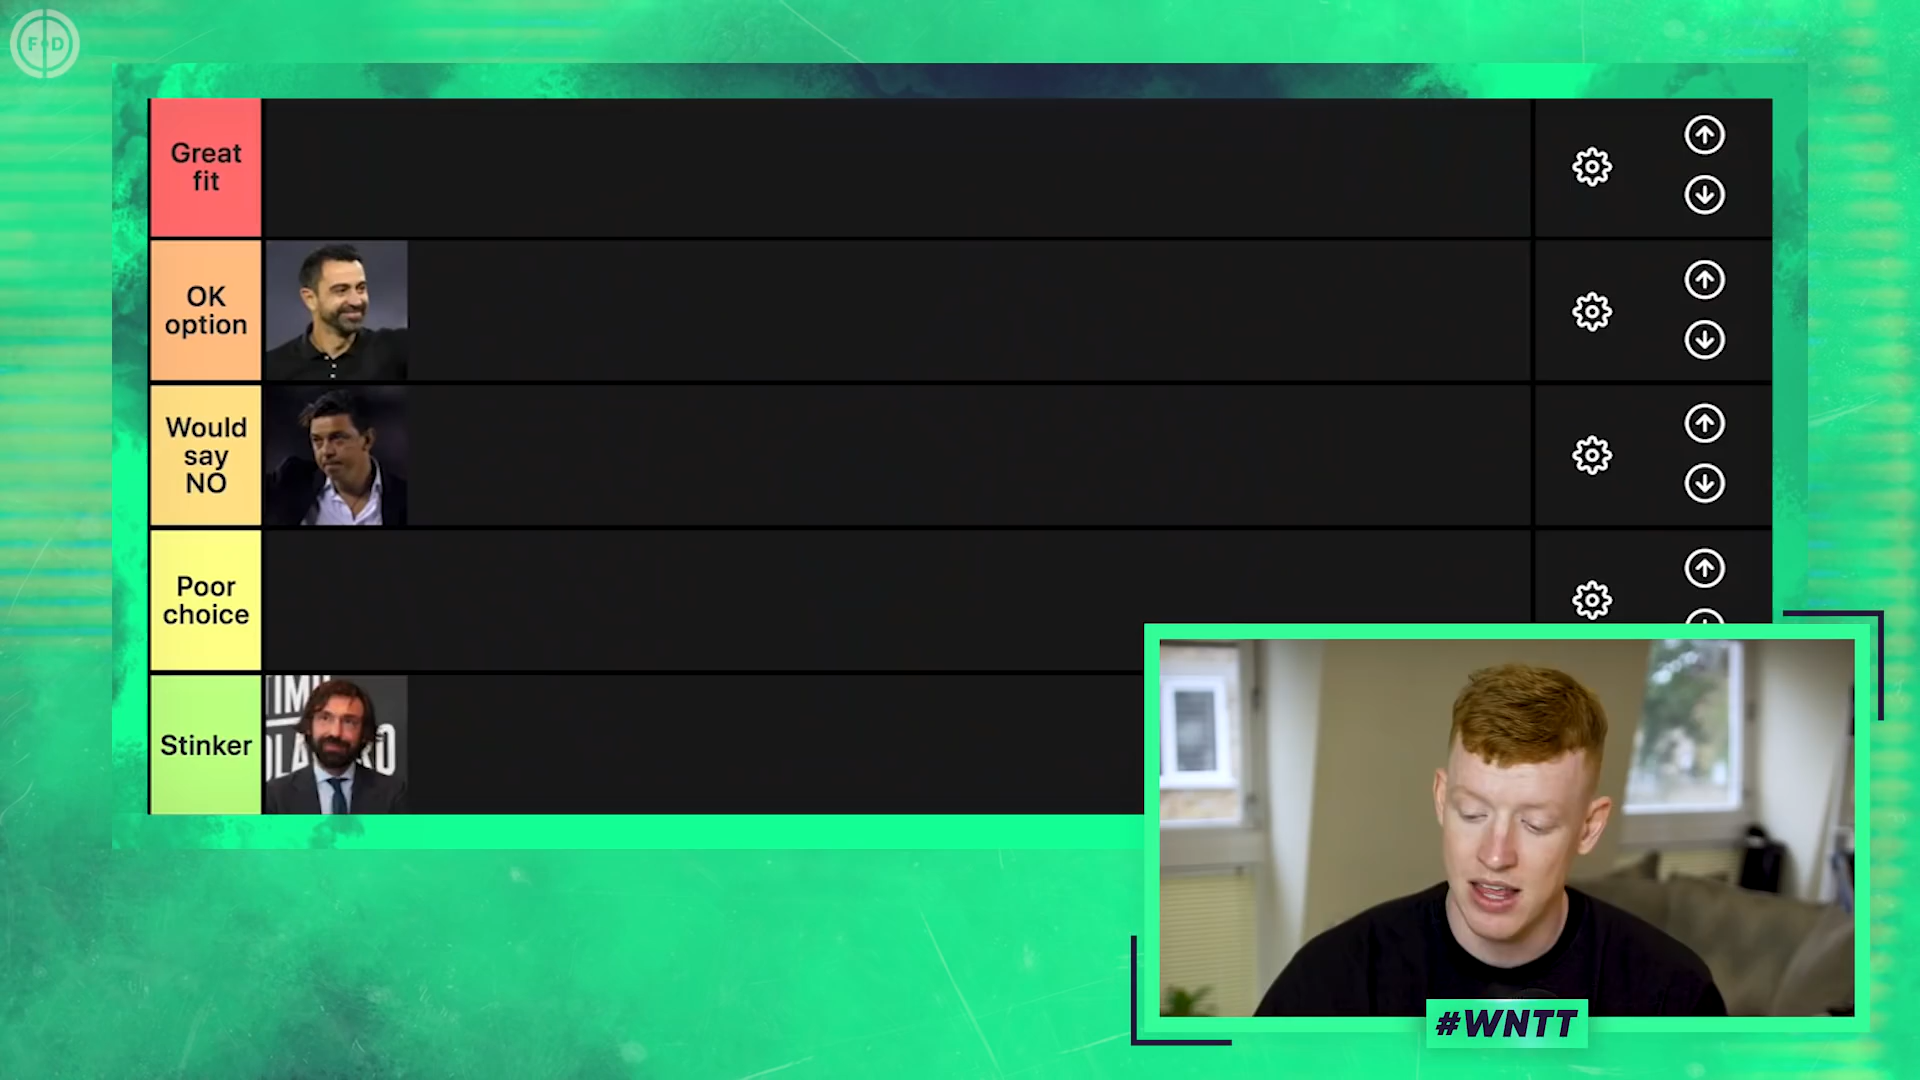 F D
Great
fit
OK
option
Would
say
NO
Poor
choice
Stinker
#WNTT